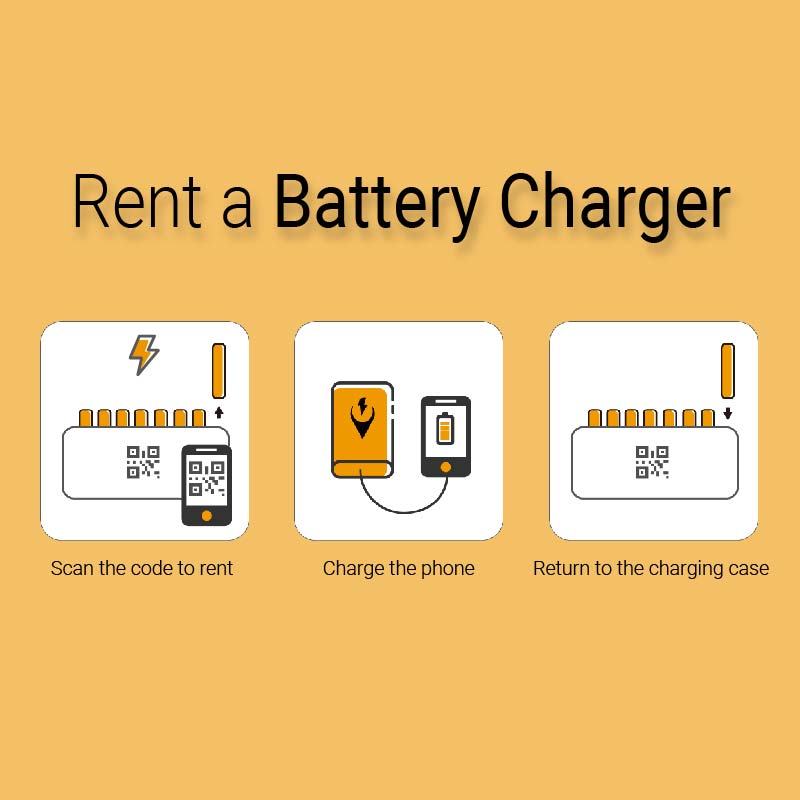 Rent a Battery Charger
Scan the code to rent
Charge the phone
Return to the charging case